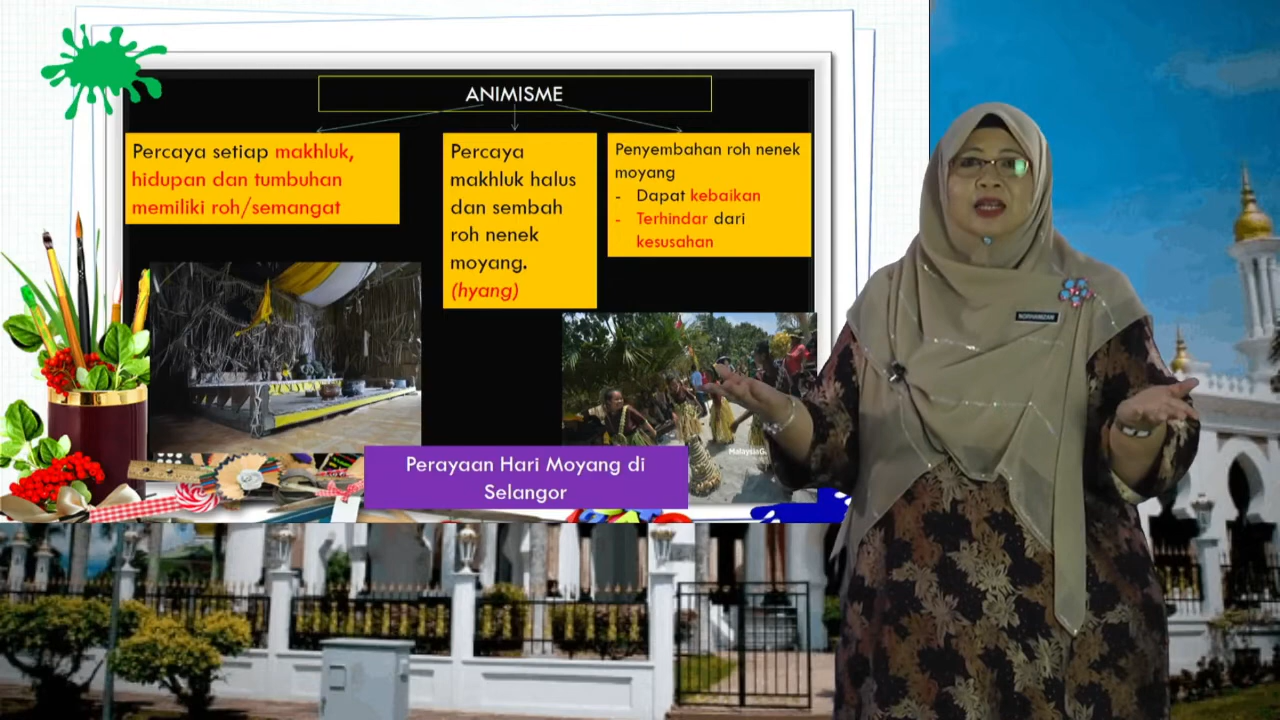 ANIMISME
Percaya setiap makhluk,
hidupan dan tumbuhan
memiliki roh/semangat
Percaya
makhluk halus
dan sembah
roh nenek
moyang.
(hyang)
Penyembahan roh nenek
moyang
- Dapat kebaikan
- Terhindar dari
kesusahan
MalaysiaG
Perayaan Hari Moyang di
Selangor